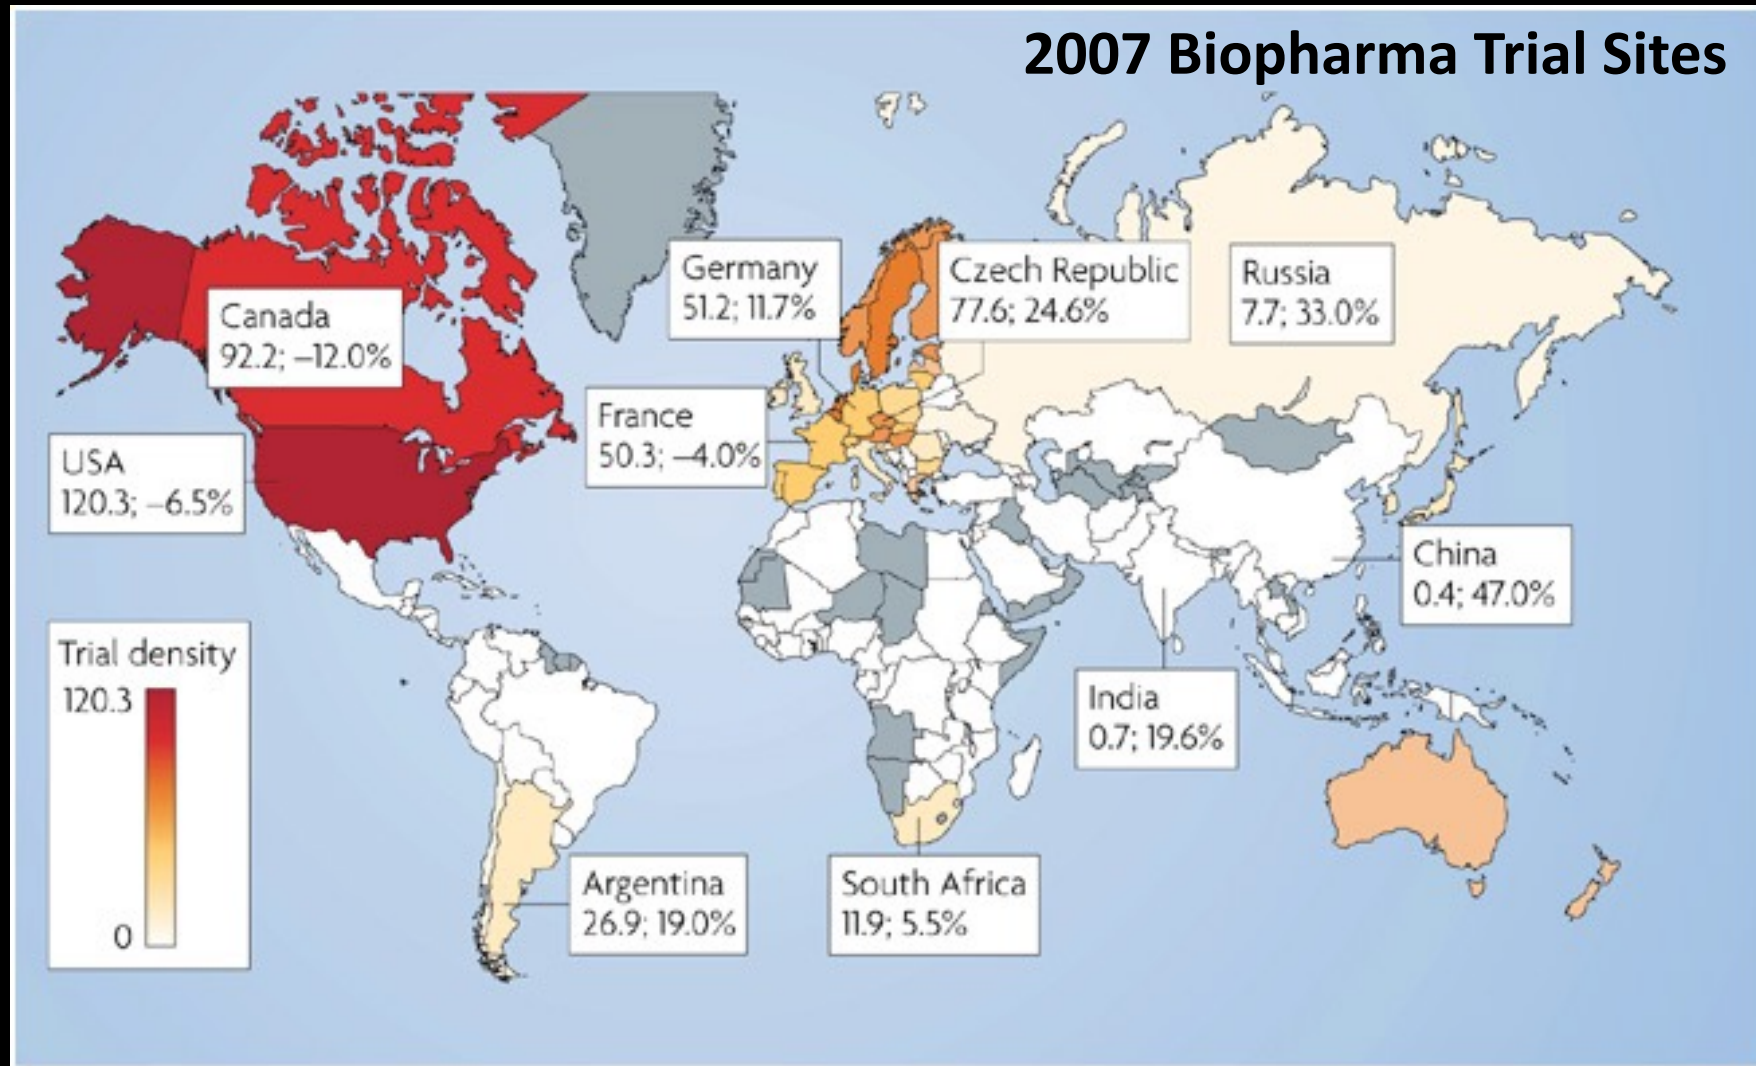 2007 Biopharma Trial Sites
Germany
51.2; 11.7%
Czech Republic
77.6; 24.6%
Russia
7.7; 33.0%
Canada
92.2; –12.0%
France
50.3; –4.0%
USA
120.3; –6.5%
China
0.4; 47.0%
Trial density
120.3
0
India
0.7; 19.6%
Argentina
26.9; 19.0%
South Africa
11.9; 5.5%